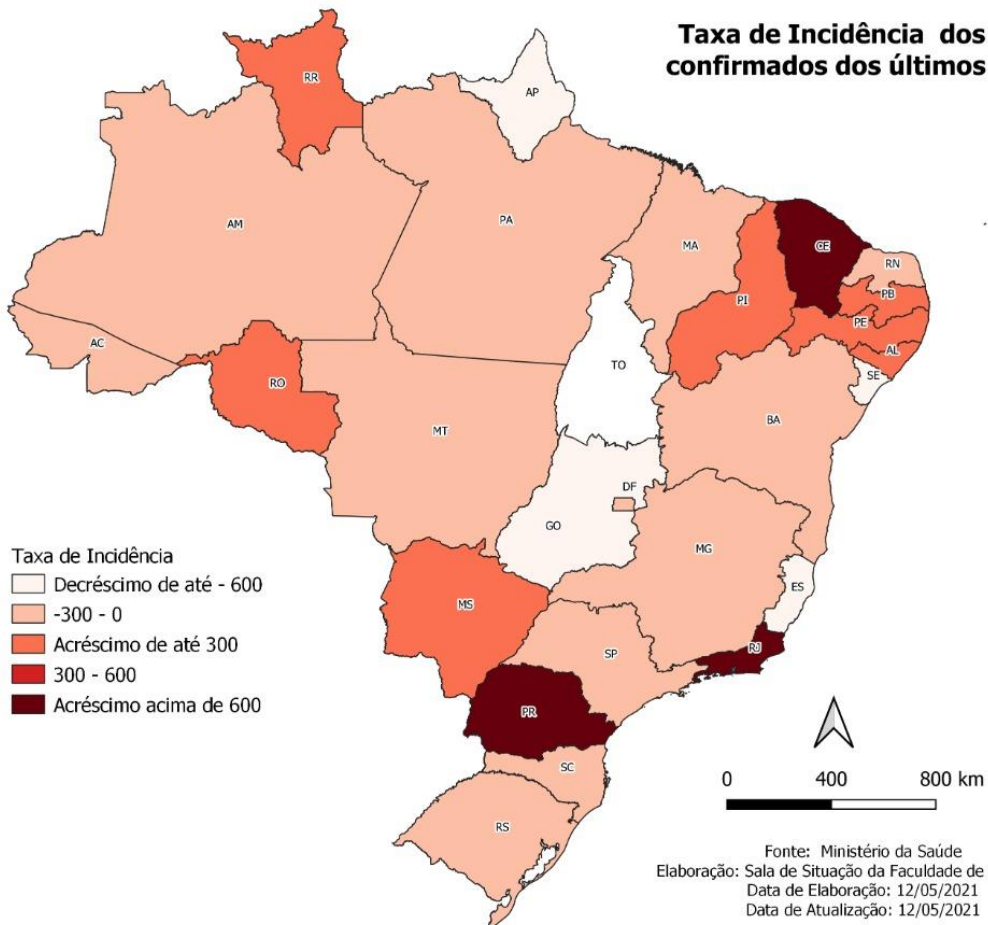 Taxa de Incidência dos
confirmados dos últimos
RR
AP
AM
PA
MA
CE
RN
PB
PI
PE
AL
AC
TO
SE
RO
BA
MT
DF
GO
MG
ES
MS
SP
RJ
PR
SC
RS
Taxa de Incidência
Decréscimo de até - 600
-300 - 0
Acréscimo de até 300
300 - 600
Acréscimo acima de 600
0 400 800 km
Fonte: Ministério da Saúde
Elaboração: Sala de Situação da Faculdade de
Data de Elaboração: 12/05/2021
Data de Atualização: 12/05/2021